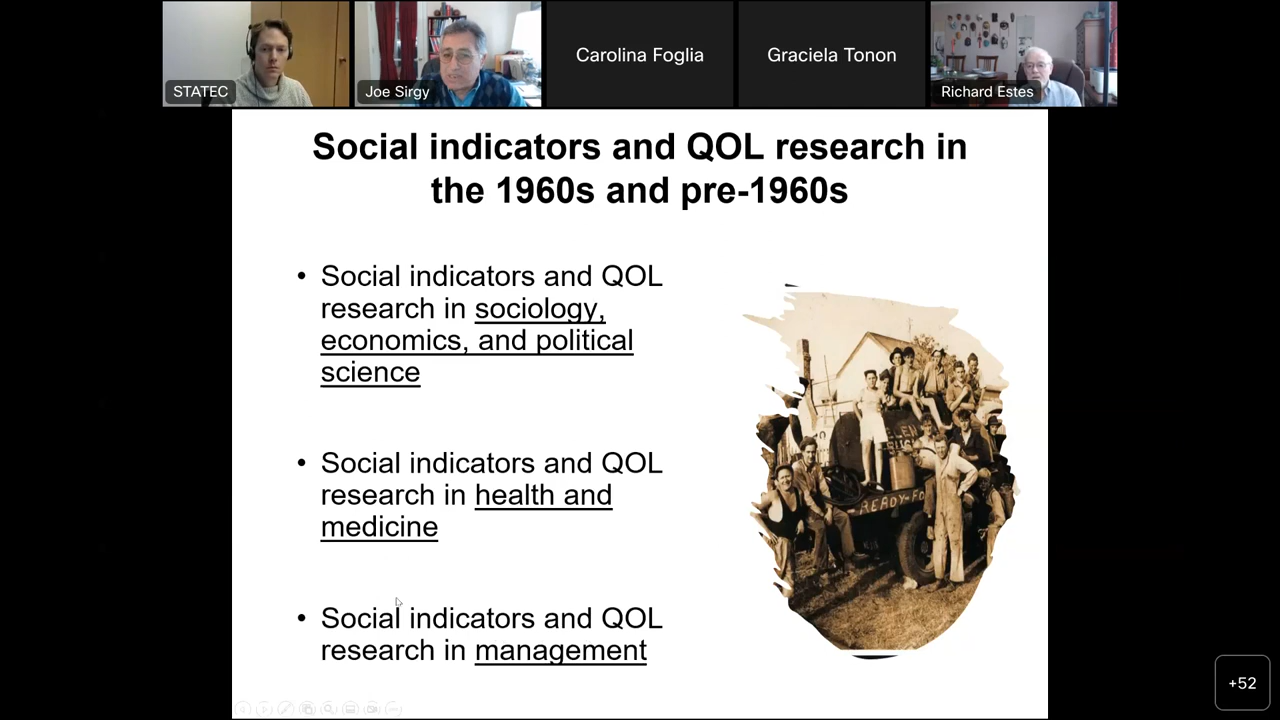 Carolina Foglia
Graciela Tonon
STATEC
Joe Sirgy
Richard Estes
Social indicators and QOL research in
the 1960s and pre-1960s
• Social indicators and QOL
research in sociology,
economics, and political
science
• Social indicators and QOL
research in health and
medicine
• Social indicators and QOL
research in management
-READY-FO
+52